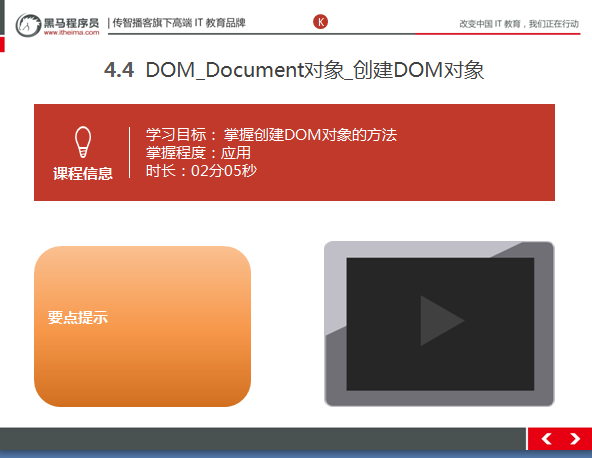 黑马程序员
www.itheima.com
传智播客旗下高端 IT 教育品牌
K
改变中国 IT 教育，我们正在行动
4.4 DOM_Document对象_创建DOM对象
课程信息
学习目标： 掌握创建DOM对象的方法
掌握程度：应用
时长：02分05秒
要点提示